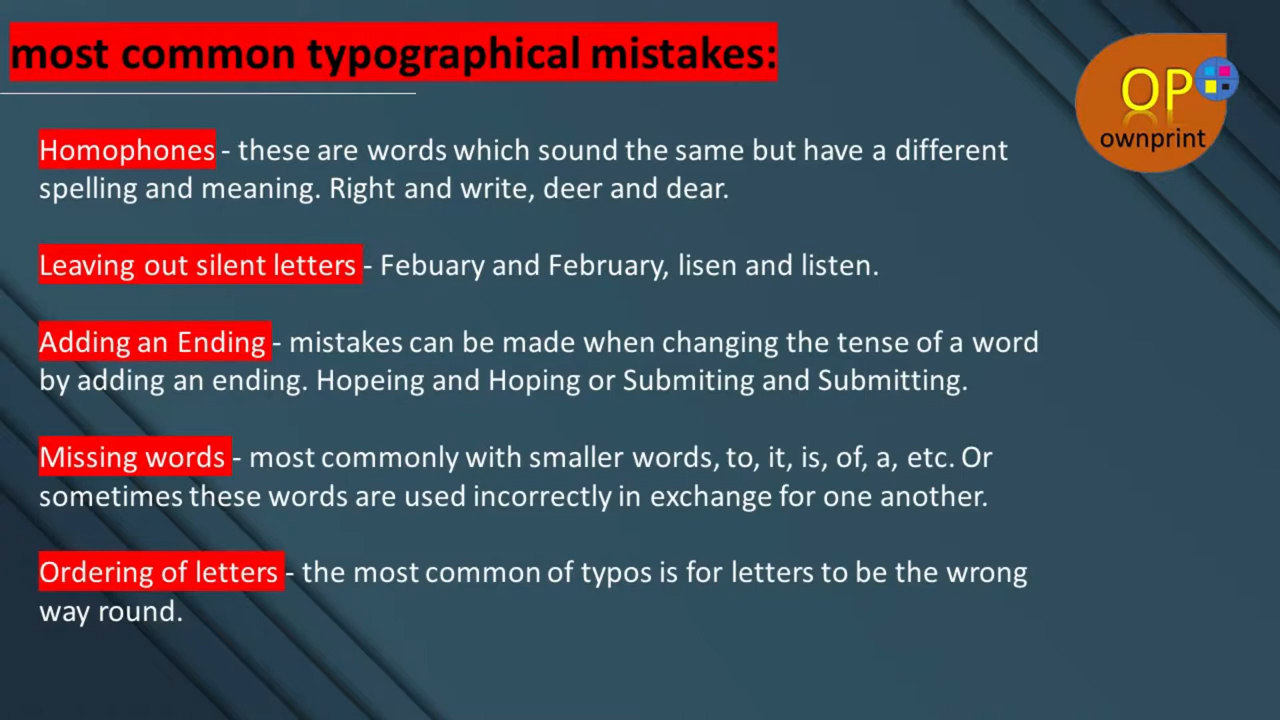 most common typographical mistakes:
OP
ownprint
Homophones - these are words which sound the same but have a different
spelling and meaning. Right and write, deer and dear.
Leaving out silent letters - Febuary and February, lisen and listen.
Adding an Ending - mistakes can be made when changing the tense of a word
by adding an ending. Hopeing and Hoping or Submiting and Submitting.
Missing words - most commonly with smaller words, to, it, is, of, a, etc. Or
sometimes these words are used incorrectly in exchange for one another.
Ordering of letters - the most common of typos is for letters to be the wrong
way round.